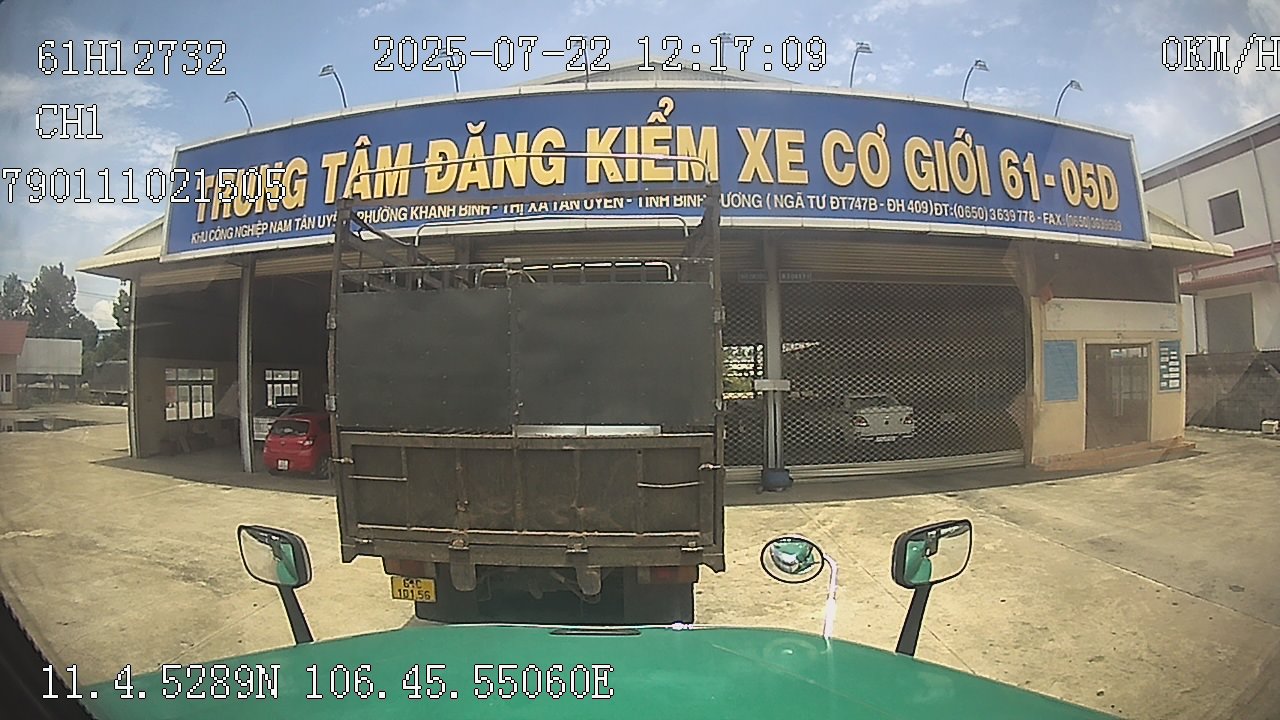 61H12732 2025-07-22 12:17:09 0KM/H
CH1
790111021505
TRUNG TÂM ĐĂNG KIỂM XE CƠ GIỚI 61-05D
KHU CÔNG NGHIỆP NAM TÂN UYÊN - PHƯỜNG KHÁNH BÌNH - THỊ XÃ TÂN UYÊN - TỈNH BÌNH DƯƠNG ( NGÃ TƯ ĐT747B - ĐH 409) ĐT: (0650) 3639 778 - FAX: (0650)
101.56
11.4.5289N 106.45.55060E